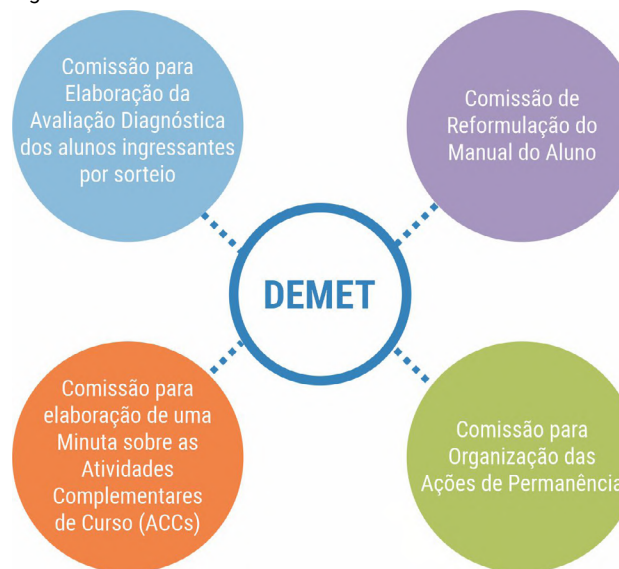 Comissão para
Elaboração da
Avaliação Diagnóstica
dos alunos ingressantes
por sorteio
Comissão de
Reformulação do
Manual do Aluno
DEMET
Comissão para
elaboração de uma
Minuta sobre as
Atividades
Complementares
de Curso (ACCs)
Comissão para
Organização das
Ações de Permanência